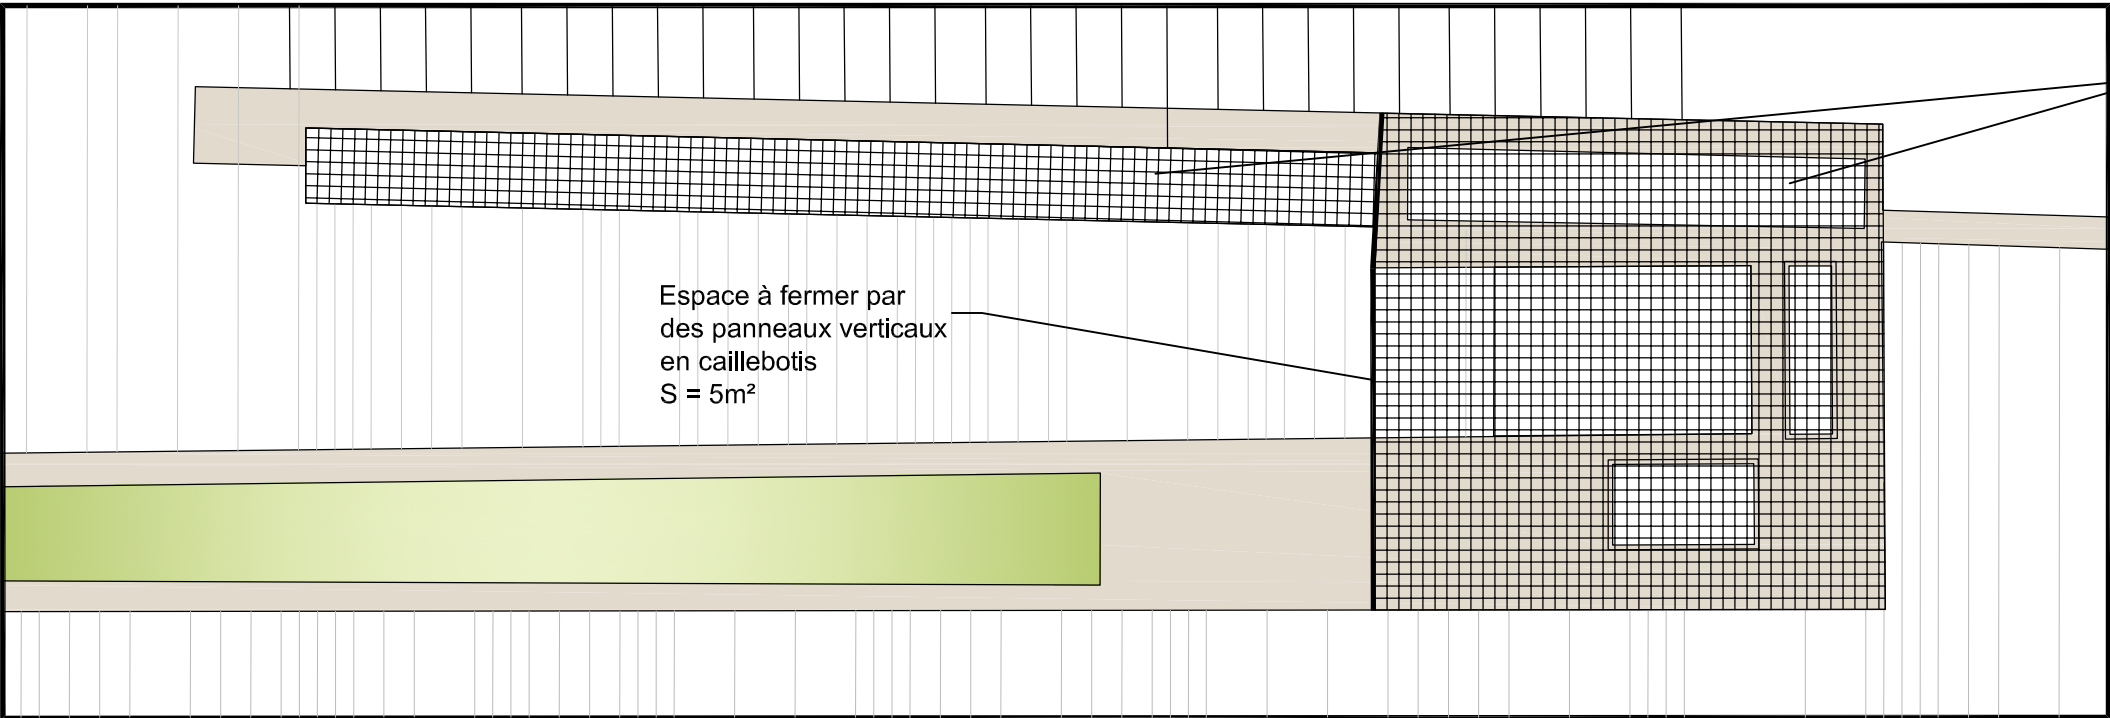 Espace à fermer par
des panneaux verticaux
en caillebotis
S = 5m²